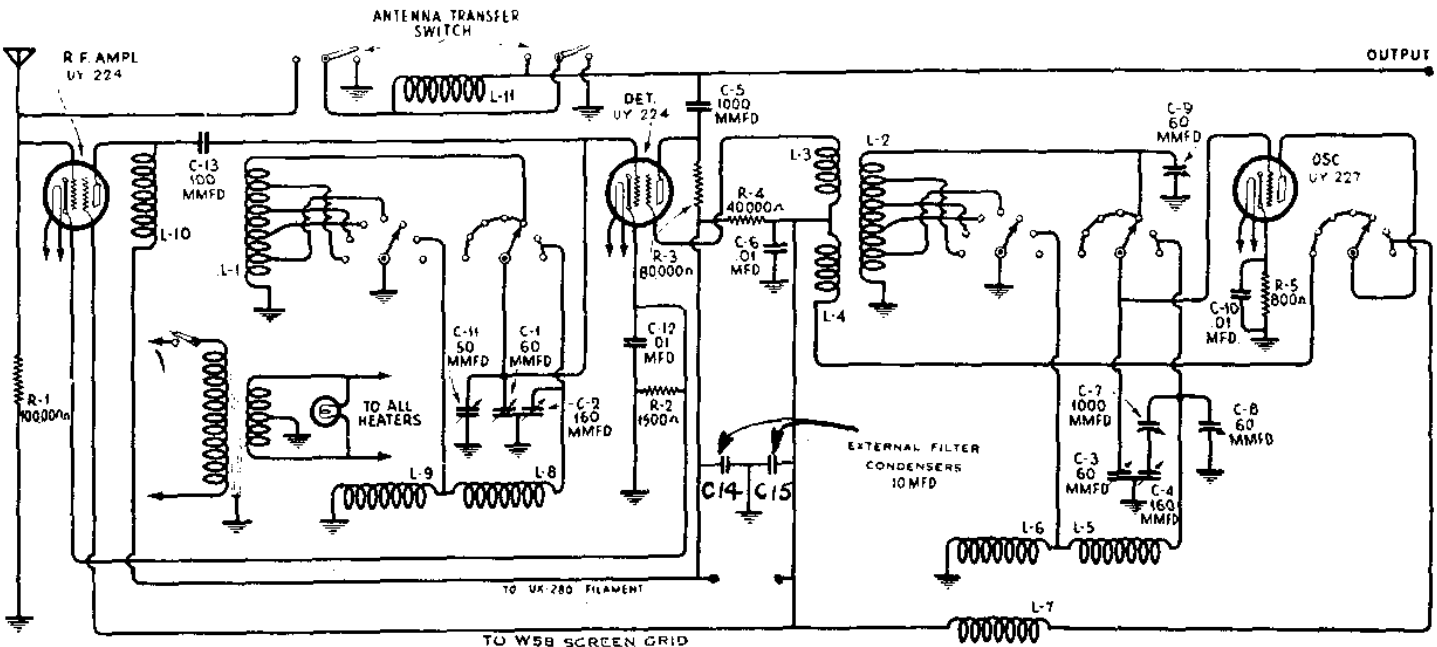 ANTENNA TRANSFER
SWITCH
R.F. AMPL
UY 224
OUTPUT
L-11
DET.
UY 224
C-5
1000
MMFD
C-9
60
MMFD
OSC
UY 227
C-13
100
MMFD
L-10
L-1
L-3
L-2
R-4
40000Ω
C-6
.01
MFD
R-3
80000Ω
L-4
R-5
800Ω
C-10
.01
MFD.
C-11
50
MMFD
C-1
60
MMFD
C-12
.01
MFD
C-2
160
MMFD
R-2
1500Ω
R-1
100,000Ω
TO ALL
HEATERS
C-7
1000
MMFD
C-8
60
MMFD
EXTERNAL FILTER
CONDENSERS
10 MFD
C-3
60
MMFD
C-4
160
MMFD
L-9
L-8
C14
C15
L-6
L-5
TO UX-280 FILAMENT
L-7
TO W58 SCREEN GRID